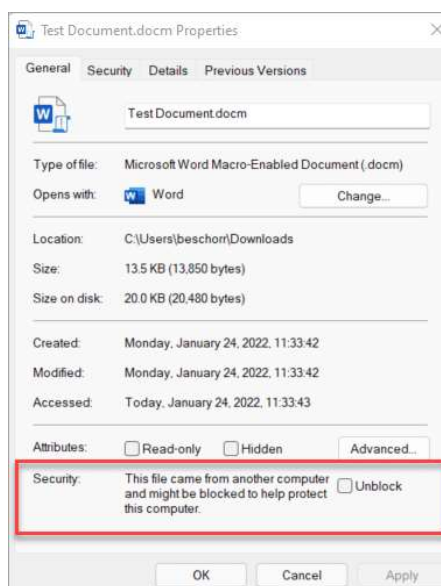 Test Document.docm Properties
General Security Details Previous Versions
Test Document.docm
Type of file: Microsoft Word Macro-Enabled Document (.docm)
Opens with: Word Change...
Location: C:\Users\beschorr\Downloads
Size: 13.5 KB (13,850 bytes)
Size on disk: 20.0 KB (20,480 bytes)
Created: Monday, January 24, 2022, 11:33:42
Modified: Monday, January 24, 2022, 11:33:42
Accessed: Today, January 24, 2022, 11:33:43
Attributes: Read-only Hidden Advanced...
Security: This file came from another computer Unblock
and might be blocked to help protect
this computer.
OK Cancel Apply